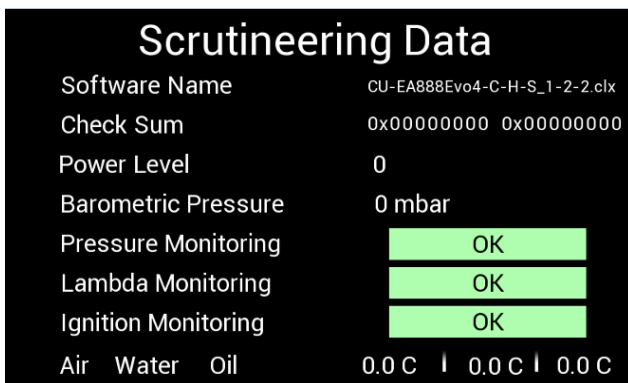 Scrutineering Data
Software Name CU-EA888Evo4-C-H-S_1-2-2.clx
Check Sum 0x00000000 0x00000000
Power Level 0
Barometric Pressure 0 mbar
Pressure Monitoring OK
Lambda Monitoring OK
Ignition Monitoring OK
Air Water Oil 0.0 C | 0.0 C | 0.0 C